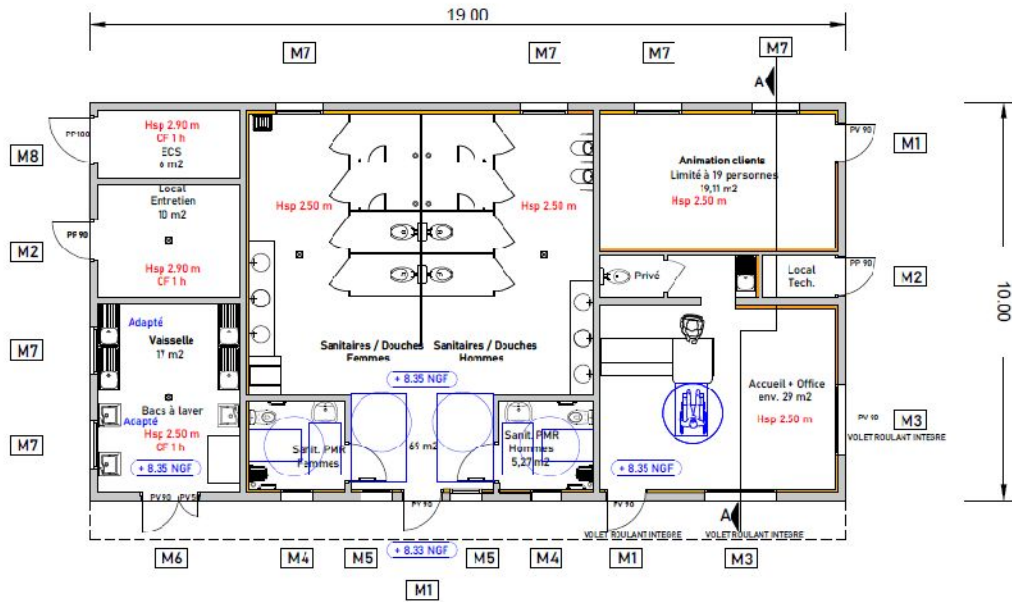 19.00
M7
M7
M7
M7
A
PP 100
Hsp 2.90 m
CF 1 h
ECS
6 m2
M8
PV 90
M1
Animation clients
Limité à 19 personnes
19,11 m2
Hsp 2.50 m
Local
Entretien
10 m2
Hsp 2.50 m
Hsp 2.50 m
PP 90
M2
Hsp 2.90 m
CF 1 h
Privé
Local
Tech.
PP 90
M2
10.00
Adapté
Vaisselle
17 m2
M7
Sanitaires / Douches
Femmes
Sanitaires / Douches
Hommes
+ 8.35 NGF
Accueil + Office
env. 29 m2
Hsp 2.50 m
Bacs à laver
Adapté
Hsp 2.50 m
CF 1 h
M7
+ 8.35 NGF
Sanit. PMR
Femmes
69 m2
Sanit. PMR
Hommes
5,27 m2
+ 8.35 NGF
PV 90
M3
VOLET ROULANT INTEGRE
PV 90
PV 90
PV 90
A
VOLET ROULANT INTEGRE
VOLET ROULANT INTEGRE
M6
M4
M5
+ 8.33 NGF
M5
M4
M1
M3
M1